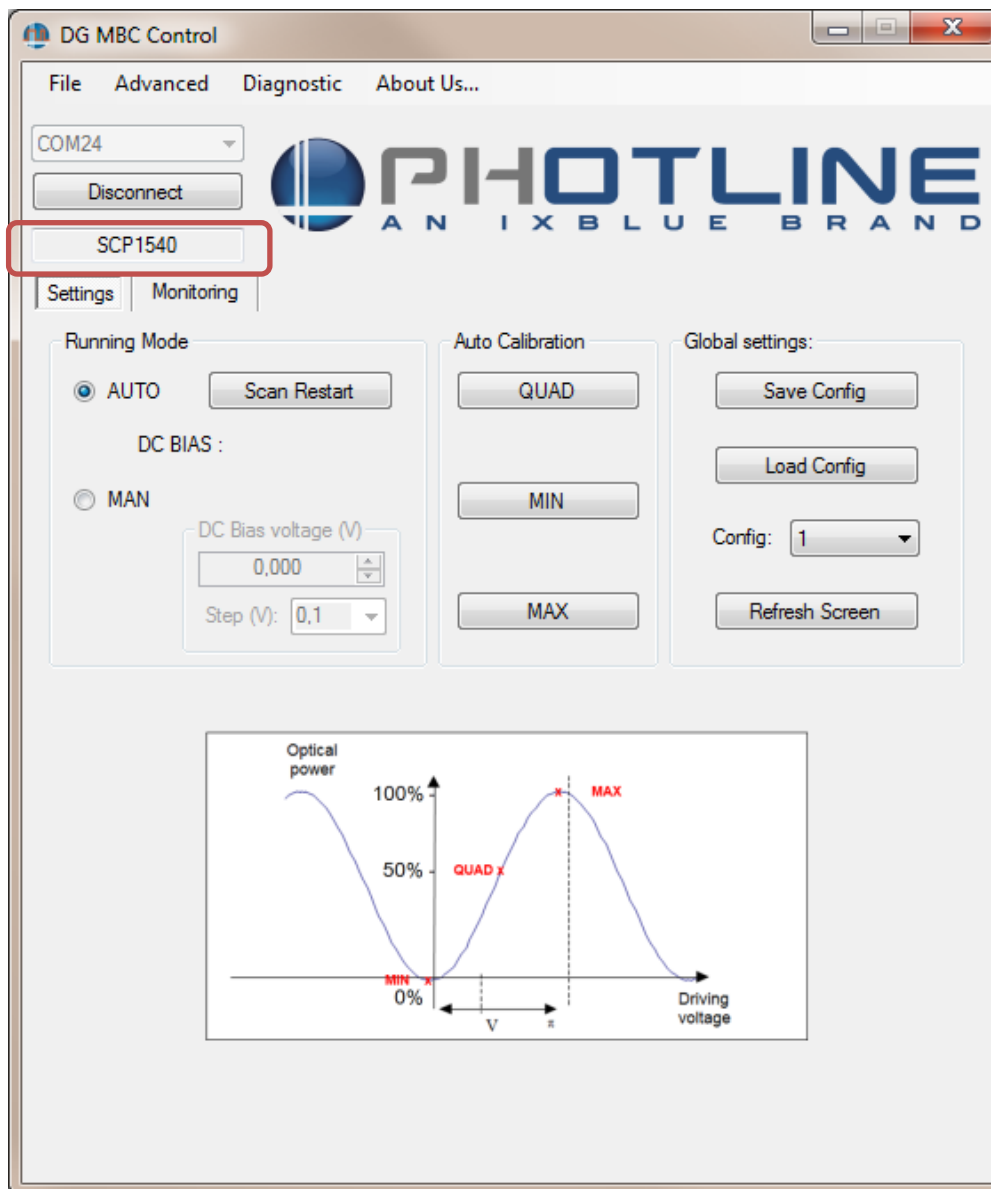 DG MBC Control
File Advanced Diagnostic About Us...
COM24
Disconnect
SCP1540
PHOTLINE
AN IXBLUE BRAND
Settings Monitoring
Running Mode
AUTO Scan Restart
DC BIAS :
MAN
DC Bias voltage (V)
0,000
Step (V): 0,1
Auto Calibration
QUAD
MIN
MAX
Global settings:
Save Config
Load Config
Config: 1
Refresh Screen
Optical
power
100%
MAX
50%
QUAD x
MIN
0%
V π
Driving
voltage